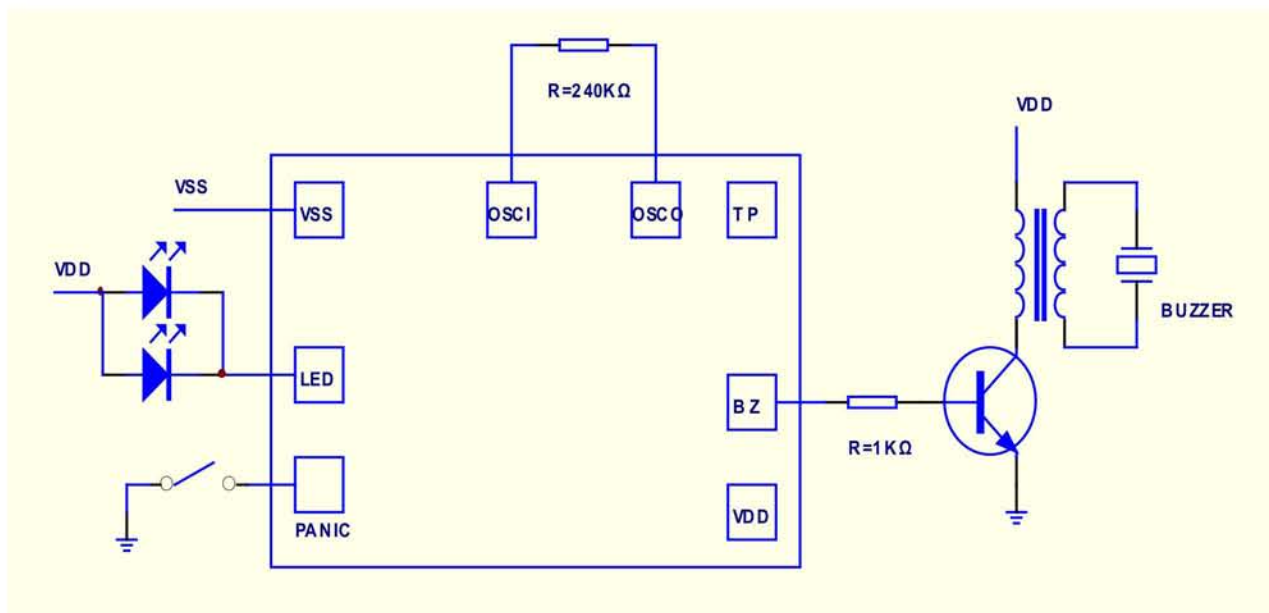 R=240KΩ
VDD
VSS
VSS
OSCI
OSCO
TP
VDD
BUZZER
LED
BZ
R=1KΩ
PANIC
VDD